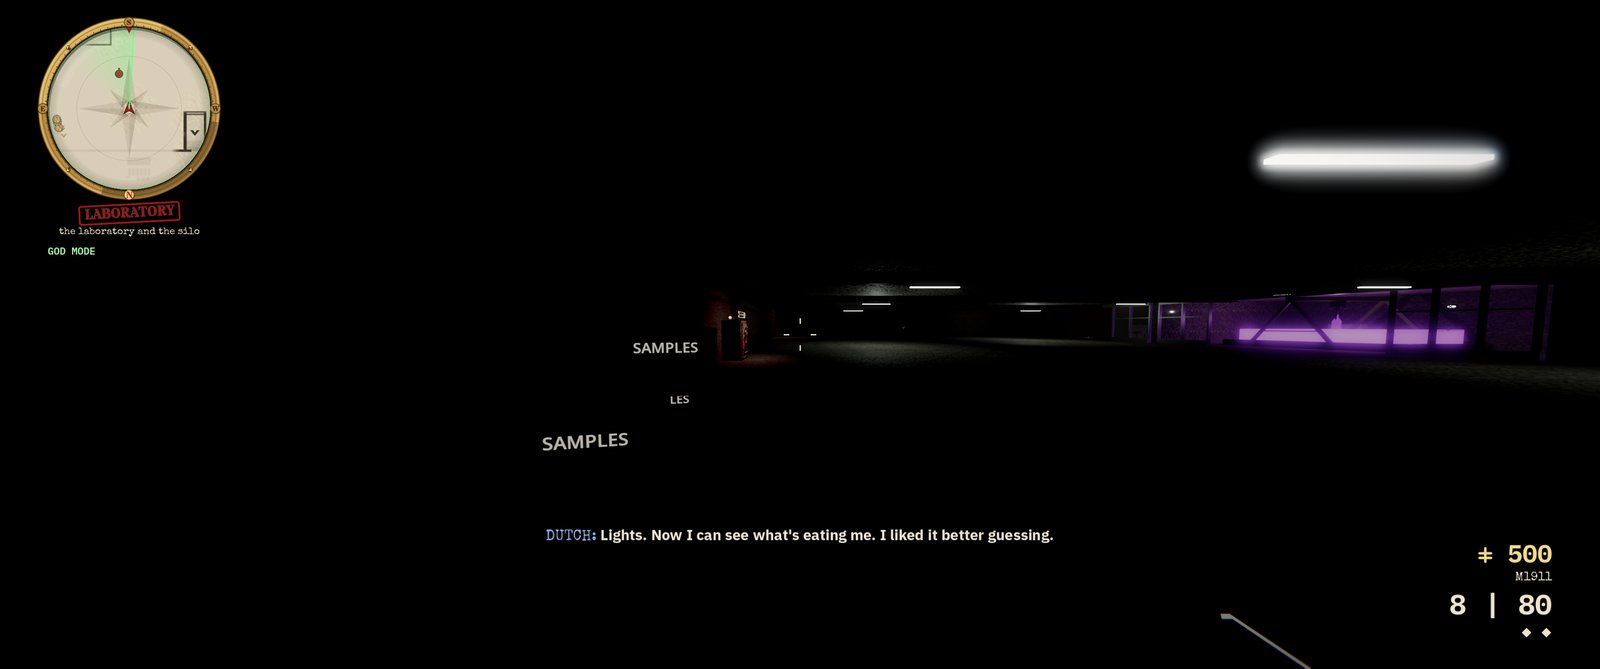 S
E
W
N
LABORATORY
the laboratory and the silo
GOD MODE
SAMPLES
LES
SAMPLES
DUTCH: Lights. Now I can see what's eating me. I liked it better guessing.
500
M1911
8 | 80